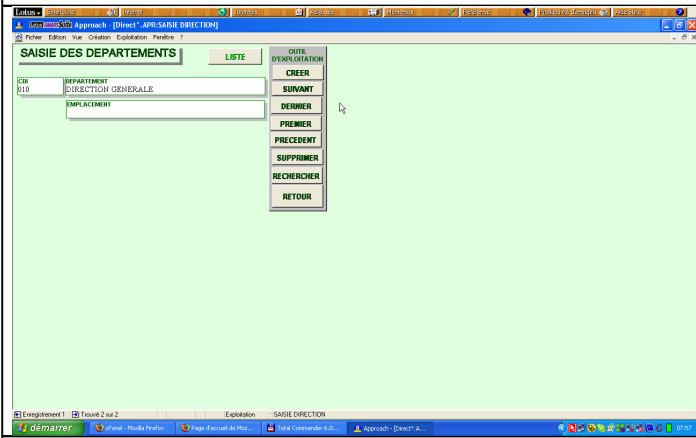 Lotus SmartSuite Approach - [Direct*.APR:SAISIE DIRECTION]
Fichier Edition Vue Création Exploitation Fenêtre ?
SAISIE DES DEPARTEMENTS
LISTE
OUTIL
D'EXPLOITATION
CREER
SUIVANT
DERNIER
PREMIER
PRECEDENT
SUPPRIMER
RECHERCHER
RETOUR
CDI DEPARTEMENT
010 DIRECTION GENERALE
EMPLACEMENT
Enregistrement 1 Trouvé 2 sur 2 Exploitation SAISIE DIRECTION
démarrer cPanel - Mozilla Firefox Page d'accueil de Moz... Total Commander 6.0... Approach - [Direct*.A... 07:57